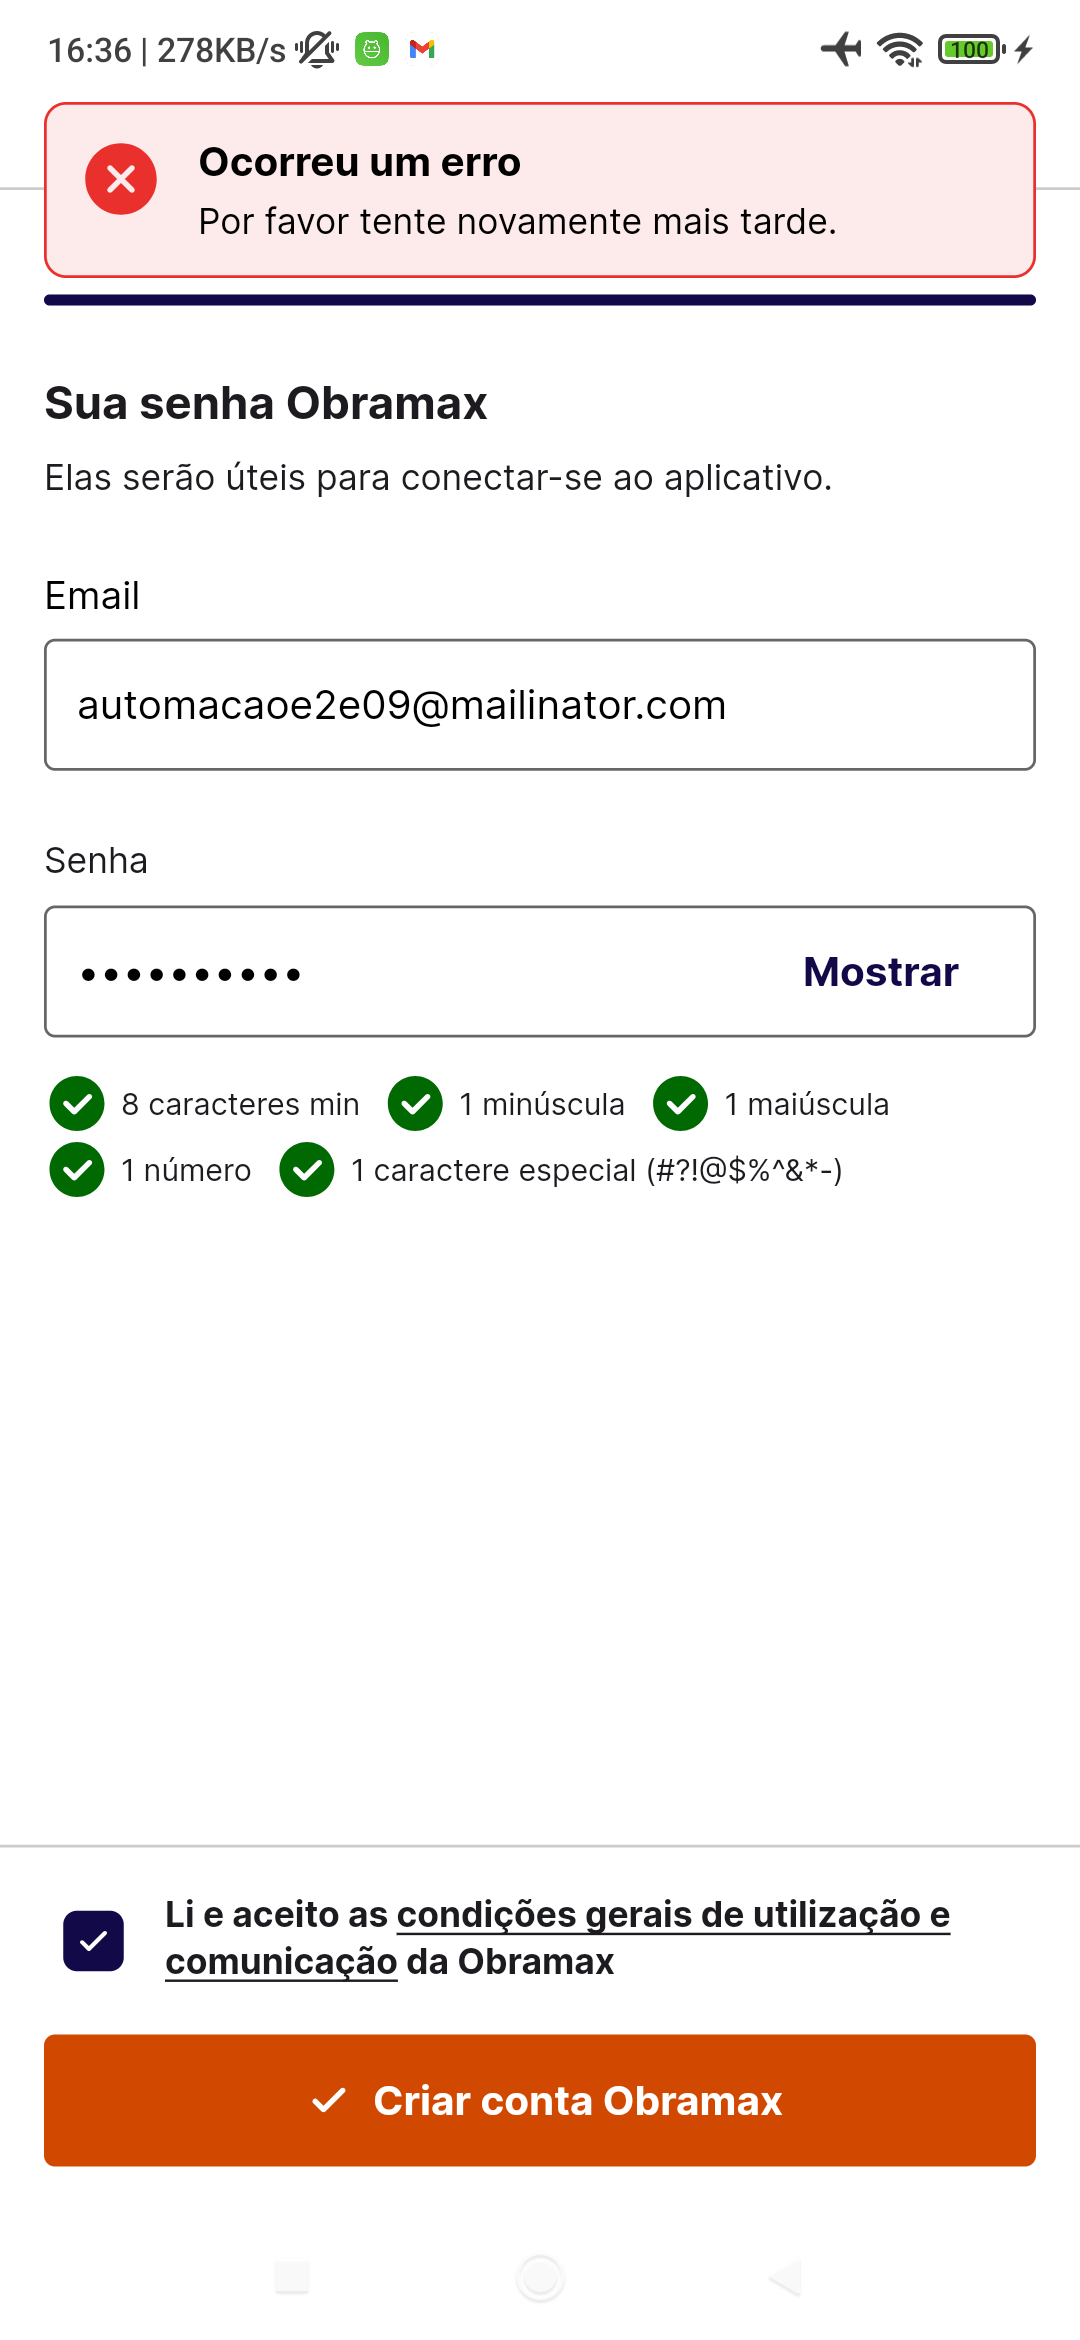 16:36 | 278KB/s
100
Ocorreu um erro
Por favor tente novamente mais tarde.
Sua senha Obramax
Elas serão úteis para conectar-se ao aplicativo.
Email
automacaoe2e09@mailinator.com
Senha
•••••••••• Mostrar
8 caracteres min 1 minúscula 1 maiúscula
1 número 1 caractere especial (#?!@$%^&*-)
Li e aceito as condições gerais de utilização e
comunicação da Obramax
Criar conta Obramax